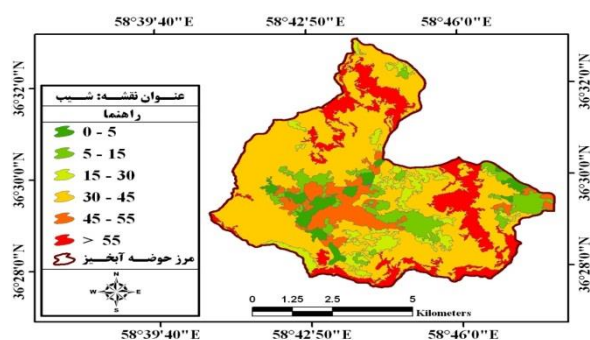 58°39'40"E 58°42'50"E 58°46'0"E
36°32'0"N
36°30'0"N
36°28'0"N
عنوان نقشه: شیب
راهنما
0 - 5
5 - 15
15 - 30
30 - 45
45 - 55
> 55
مرز حوضه آبخیز
N
W E
S
0 1.25 2.5 5
Kilometers
36°32'0"N
36°30'0"N
36°28'0"N
58°39'40"E 58°42'50"E 58°46'0"E